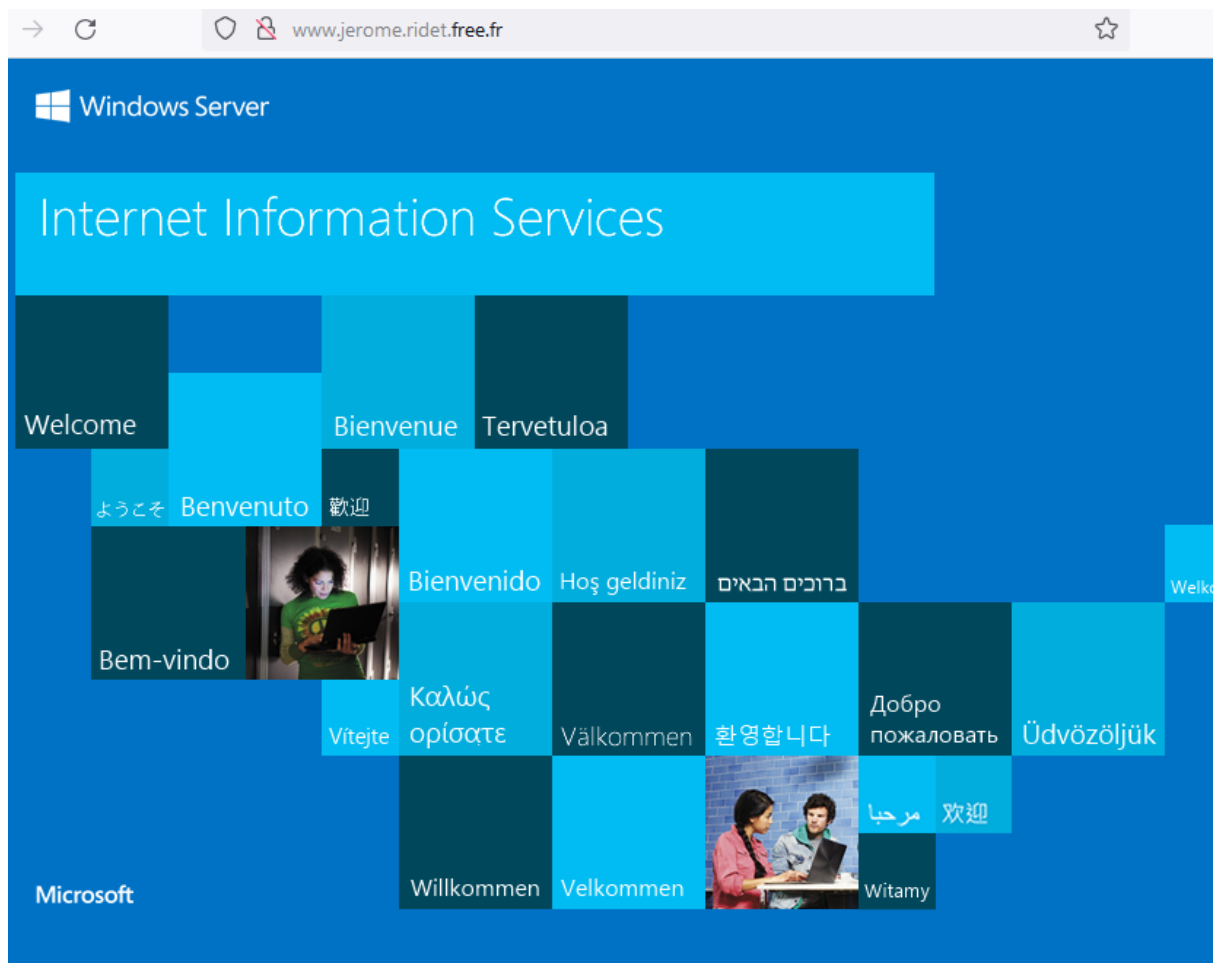 www.jerome.ridet.free.fr
Windows Server
Internet Information Services
Welcome
Bienvenue
Tervetuloa
ようこそ
Benvenuto
歡迎
Bienvenido
Hoş geldiniz
ברוכים הבאים
Welko
Bem-vindo
Vítejte
Καλώς
ορίσατε
Välkommen
환영합니다
Добро
пожаловать
Üdvözöljük
مرحبا
欢迎
Microsoft
Willkommen
Velkommen
Witamy